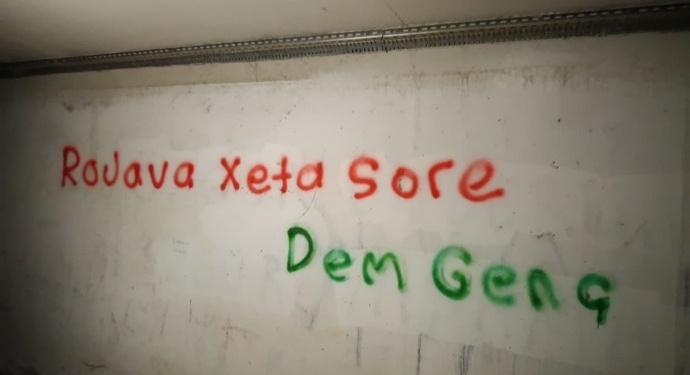 Rojava xeta sore
Dem Genç